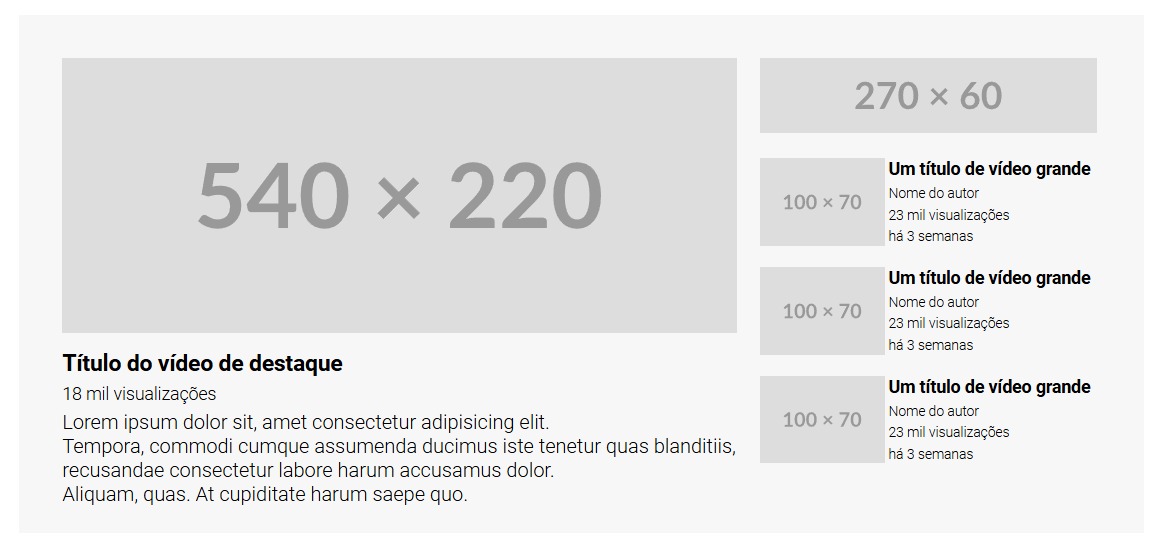 540 × 220
Título do vídeo de destaque
18 mil visualizações
Lorem ipsum dolor sit, amet consectetur adipisicing elit.
Tempora, commodi cumque assumenda ducimus iste tenetur quas blanditiis,
recusandae consectetur labore harum accusamus dolor.
Aliquam, quas. At cupiditate harum saepe quo.
270 × 60
100 × 70
Um título de vídeo grande
Nome do autor
23 mil visualizações
há 3 semanas
100 × 70
Um título de vídeo grande
Nome do autor
23 mil visualizações
há 3 semanas
100 × 70
Um título de vídeo grande
Nome do autor
23 mil visualizações
há 3 semanas